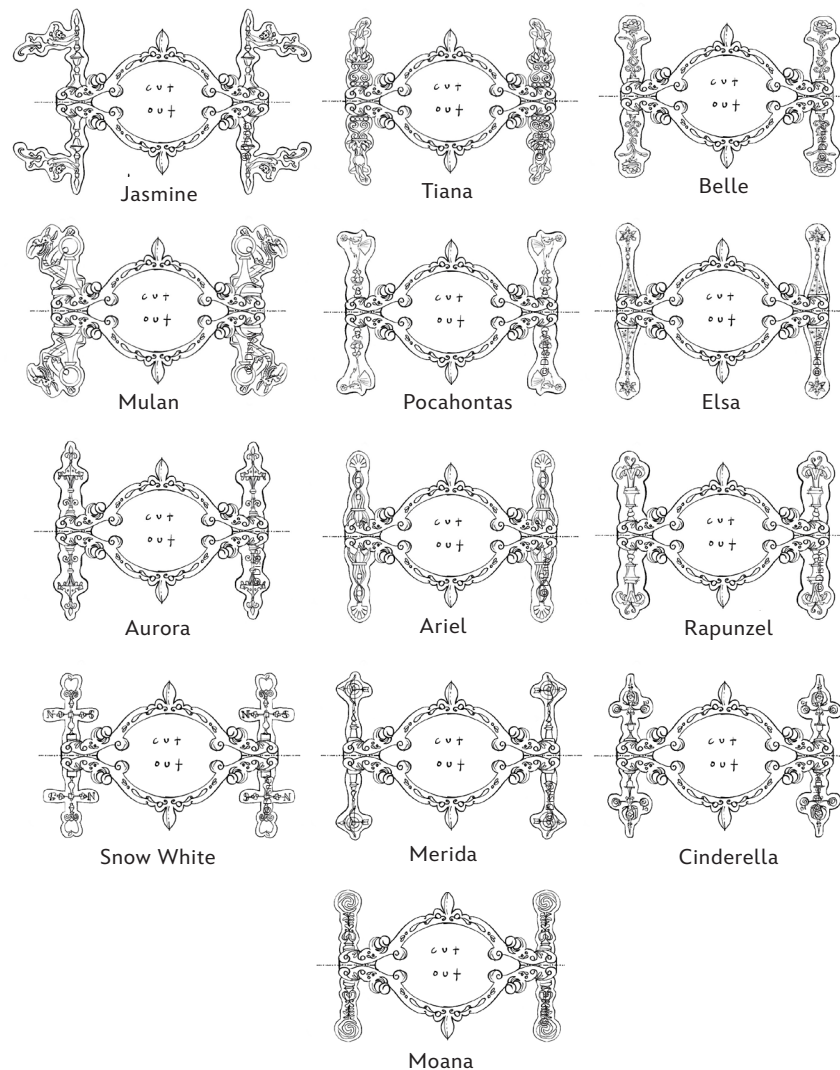 cut cut cut
out out out
Jasmine Tiana Belle
cut cut cut
out out out
Mulan Pocahontas Elsa
cut cut cut
out out out
Aurora Ariel Rapunzel
N S N S
cut cut cut
out out out
S N S N
Snow White Merida Cinderella
cut
out
Moana